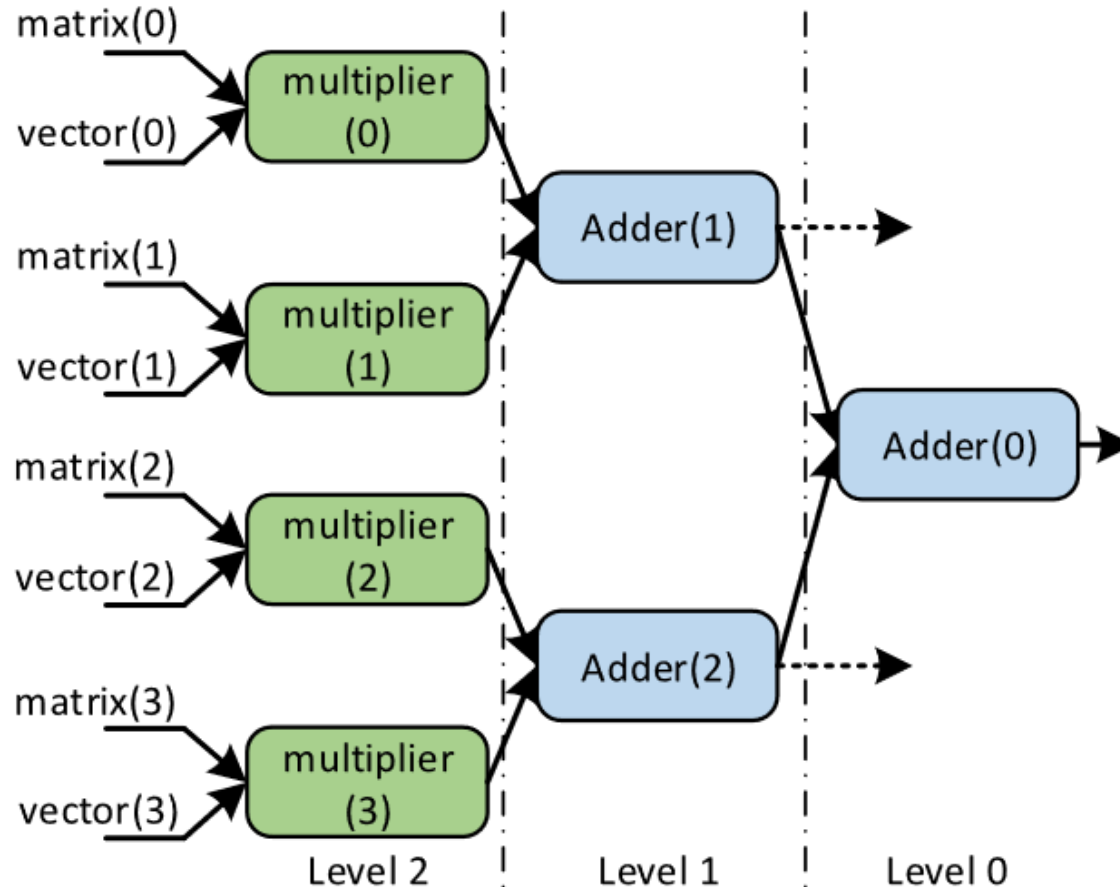 matrix(0)
vector(0)
multiplier
(0)
Adder(1)
matrix(1)
vector(1)
multiplier
(1)
Adder(0)
matrix(2)
vector(2)
multiplier
(2)
Adder(2)
matrix(3)
vector(3)
multiplier
(3)
Level 2
Level 1
Level 0